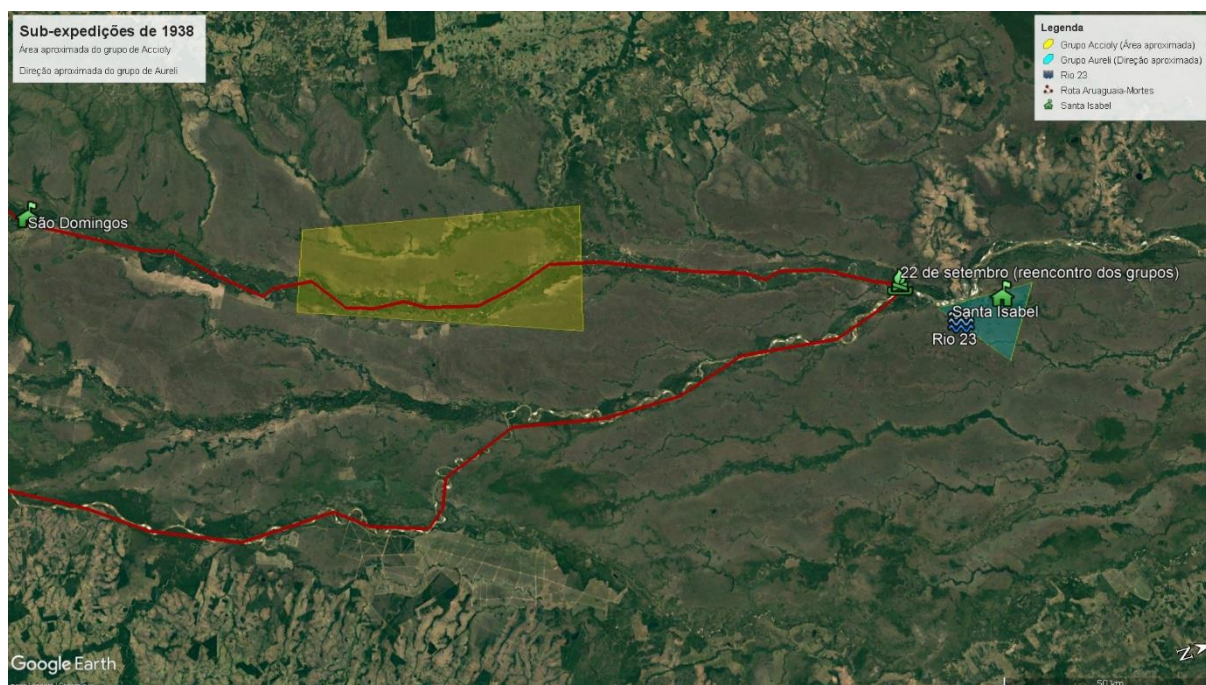 Sub-expedições de 1938
Área aproximada do grupo de Accioly
Direção aproximada do grupo de Aureli
Legenda
Grupo Accioly (Área aproximada)
Grupo Aureli (Direção aproximada)
Rio 23
Rota Aruaguaia-Mortes
Santa Isabel
São Domingos
22 de setembro (reencontro dos grupos)
Santa Isabel
Rio 23
Google Earth
N
50 km